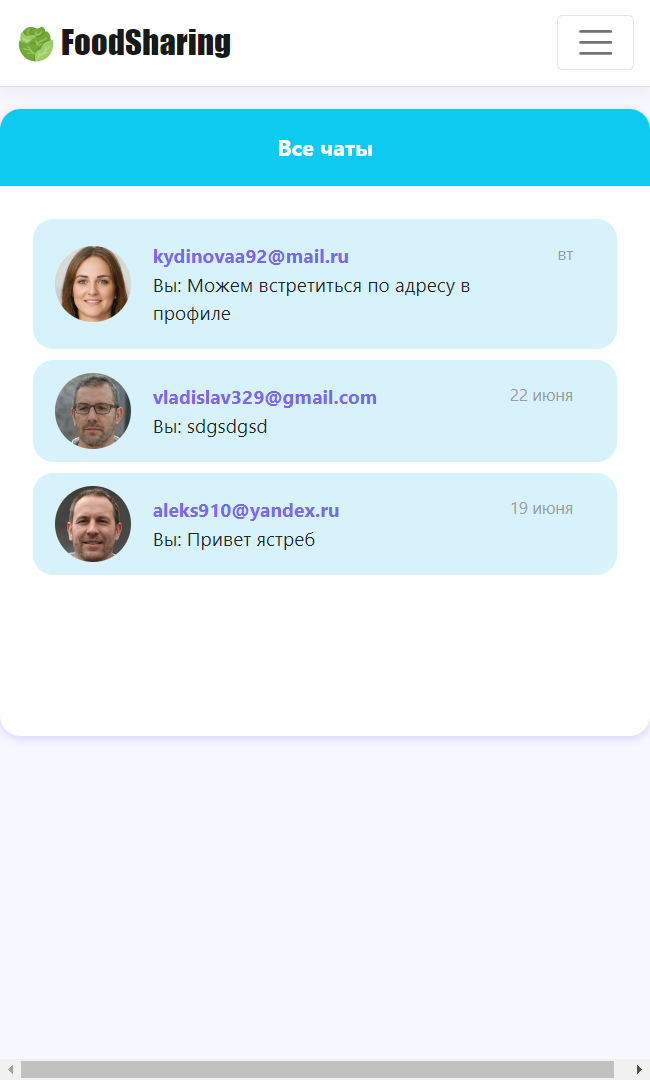 FoodSharing
Все чаты
kydinovaa92@mail.ru
вт
Вы: Можем встретиться по адресу в
профиле
vladislav329@gmail.com
22 июня
Вы: sdgsdgsd
aleks910@yandex.ru
19 июня
Вы: Привет ястреб